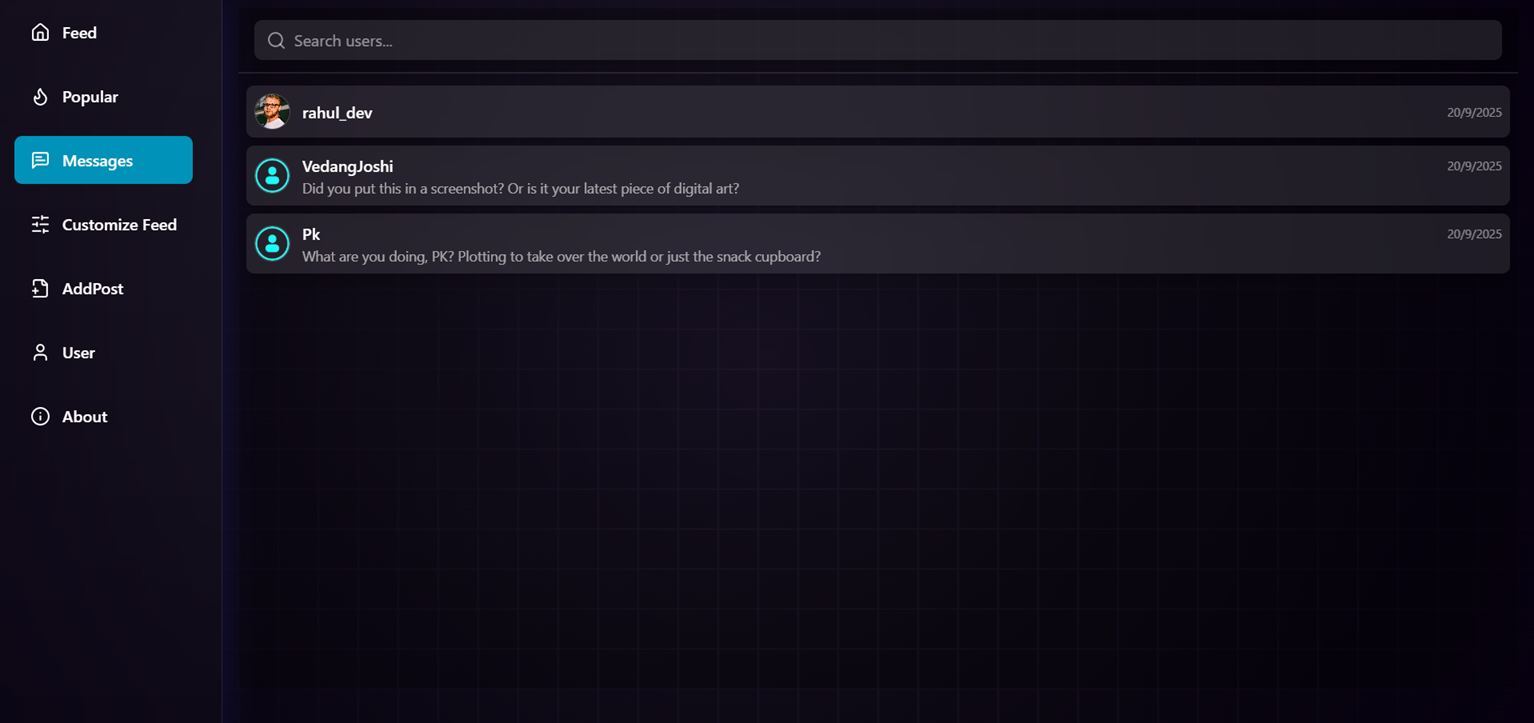 Feed
Popular
Messages
Customize Feed
AddPost
User
About
Search users...
rahul_dev
20/9/2025
VedangJoshi
20/9/2025
Did you put this in a screenshot? Or is it your latest piece of digital art?
Pk
20/9/2025
What are you doing, PK? Plotting to take over the world or just the snack cupboard?